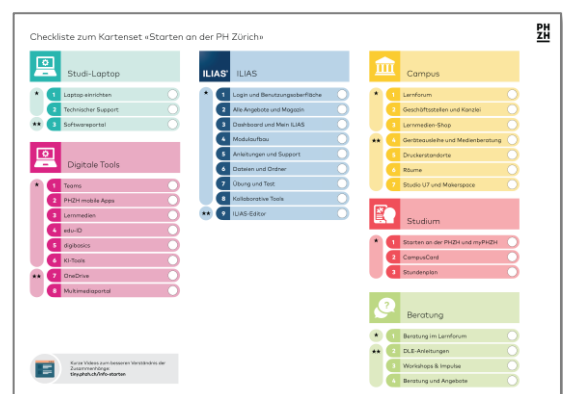 Checkliste zum Kartenset «Starten an der PH Zürich»
PH
ZH
Studi-Laptop
★ 1 Laptop einrichten
2 Technischer Support
★★ 3 Softwareportal
Digitale Tools
★ 1 Teams
2 PHZH mobile Apps
3 Lernmedien
4 edu-ID
5 digibasics
6 KI-Tools
★★ 7 OneDrive
8 Multimediaportal
Kurze Videos zum besseren Verständnis der
Zusammenhänge:
tiny.phzh.ch/info-starten
ILIAS ILIAS
★ 1 Login und Benutzungsoberfläche
2 Alle Angebote und Magazin
3 Dashboard und Mein ILIAS
4 Modulaufbau
5 Anleitungen und Support
6 Dateien und Ordner
7 Übung und Test
8 Kollaborative Tools
★★ 9 ILIAS-Editor
Campus
★ 1 Lernforum
2 Geschäftsstellen und Kanzlei
3 Lernmedien-Shop
★★ 4 Geräteausleihe und Medienberatung
5 Druckerstandorte
6 Räume
7 Studio U7 und Makerspace
Studium
★ 1 Starten an der PHZH und myPHZH
2 CampusCard
3 Stundenplan
Beratung
★ 1 Beratung im Lernforum
★★ 2 DLE-Anleitungen
3 Workshops & Impulse
4 Beratung und Angebote